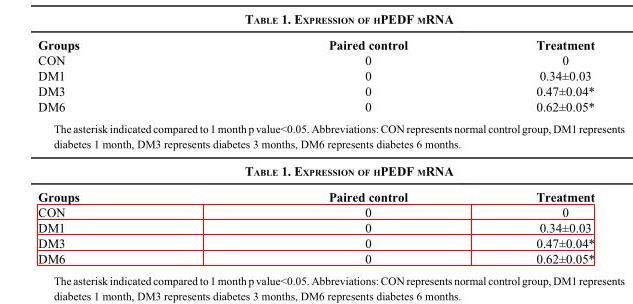 TABLE 1. EXPRESSION OF HPEDF MRNA
Groups Paired control Treatment
CON 0 0
DM1 0 0.34±0.03
DM3 0 0.47±0.04*
DM6 0 0.62±0.05*
The asterisk indicated compared to 1 month p value<0.05. Abbreviations: CON represents normal control group, DM1 represents
diabetes 1 month, DM3 represents diabetes 3 months, DM6 represents diabetes 6 months.
TABLE 1. EXPRESSION OF HPEDF MRNA
Groups Paired control Treatment
CON 0 0
DM1 0 0.34±0.03
DM3 0 0.47±0.04*
DM6 0 0.62±0.05*
The asterisk indicated compared to 1 month p value<0.05. Abbreviations: CON represents normal control group, DM1 represents
diabetes 1 month, DM3 represents diabetes 3 months, DM6 represents diabetes 6 months.